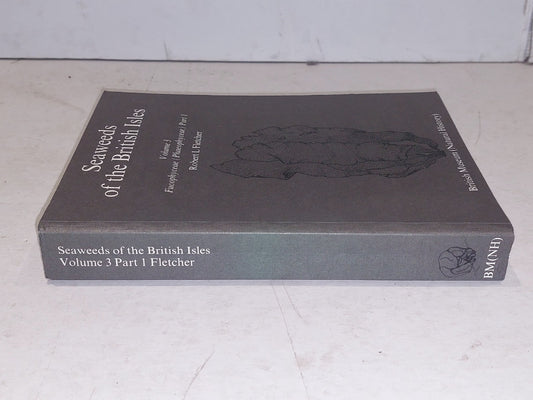 Seaweeds
of the British Isles
Volume 3
Fucophyceae (Phaeophyceae) Part 1
Robert L Fletcher
British Museum (Natural History)
Seaweeds of the British Isles
Volume 3 Part 1 Fletcher
BM(NH)